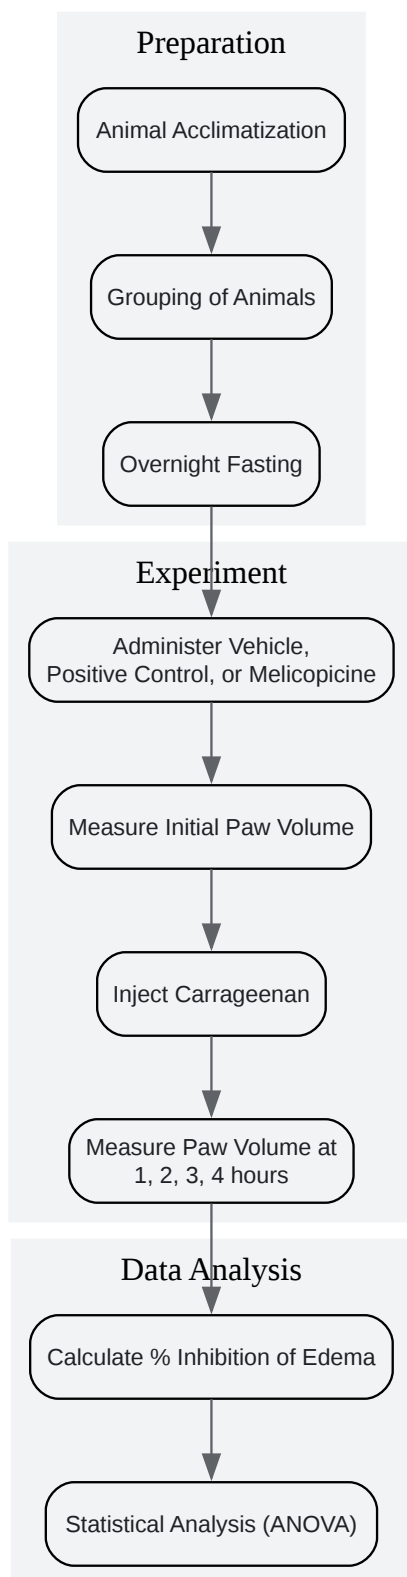 Preparation
Animal Acclimatization
Grouping of Animals
Overnight Fasting
Experiment
Administer Vehicle,
Positive Control, or Melicopicine
Measure Initial Paw Volume
Inject Carrageenan
Measure Paw Volume at
1, 2, 3, 4 hours
Data Analysis
Calculate % Inhibition of Edema
Statistical Analysis (ANOVA)